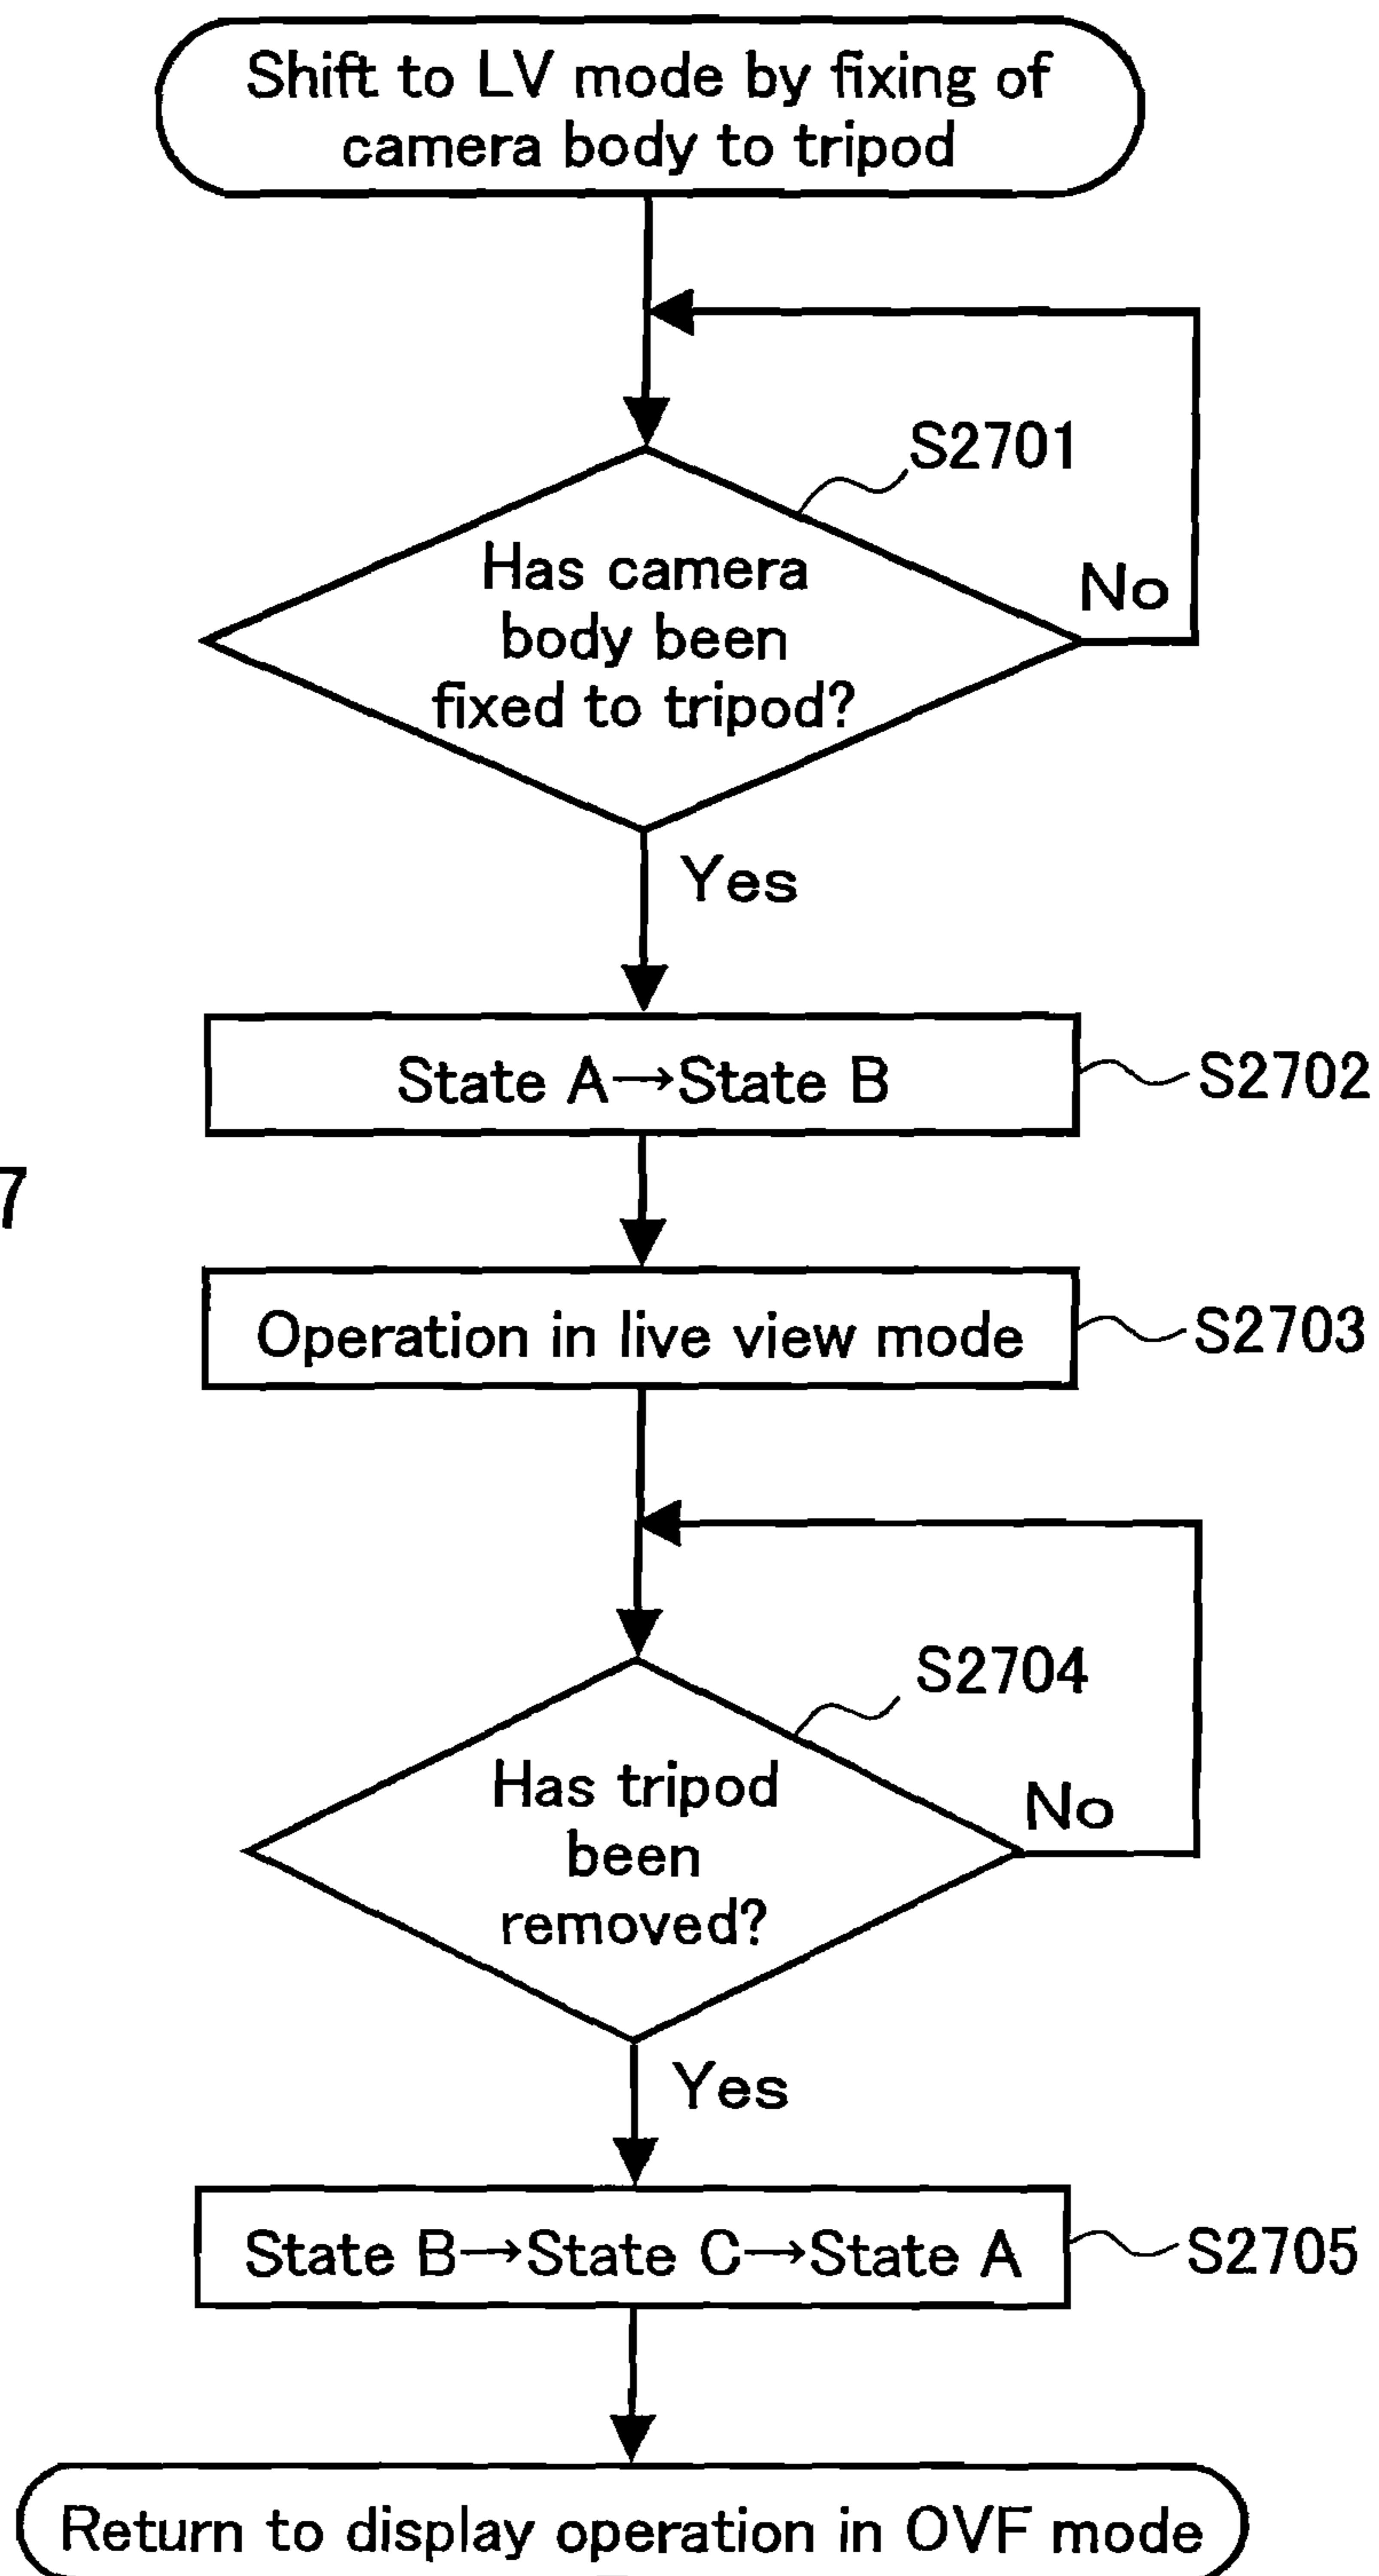 Shift to LV mode by fixing of
camera body to tripod
S2701
Has camera
body been
fixed to tripod?
No
Yes
State A→State B
S2702
7
Operation in live view mode
S2703
S2704
Has tripod
been
removed?
No
Yes
State B→State C→State A
S2705
Return to display operation in OVF mode